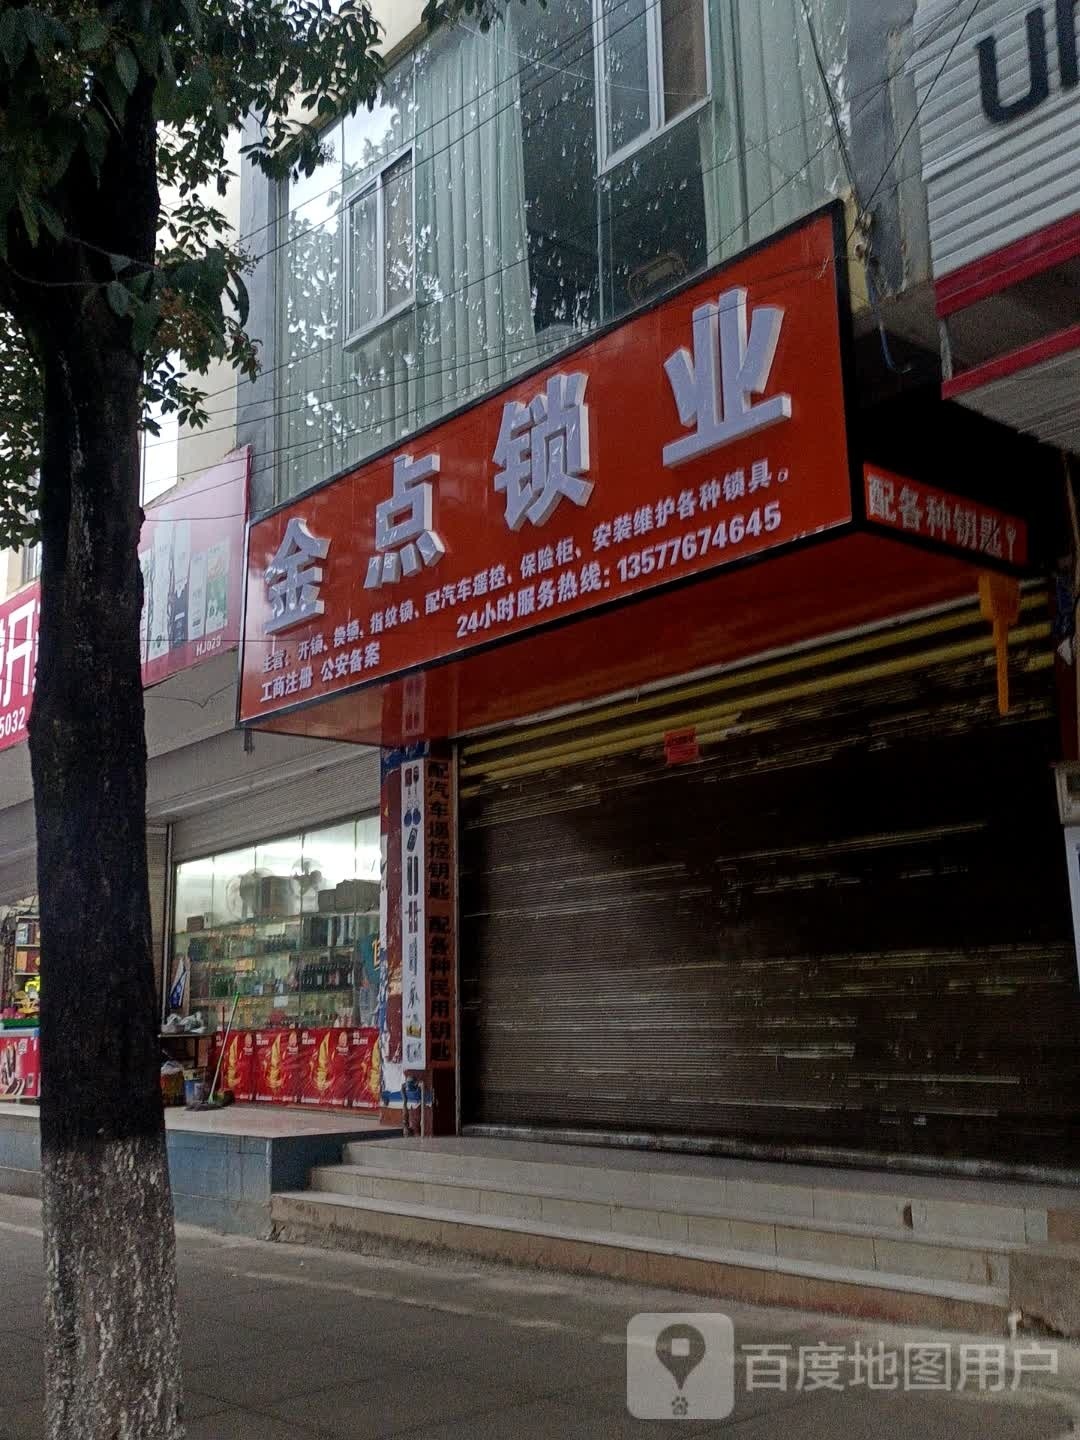 金点锁业
主营：开锁、换锁、指纹锁、配汽车遥控、保险柜、安装维护各种锁具。
24小时服务热线：13577674645
工商注册 公安备案
配各种钥匙
配汽车遥控钥匙 配各种民用钥匙
5032
HJ629
百度地图用户